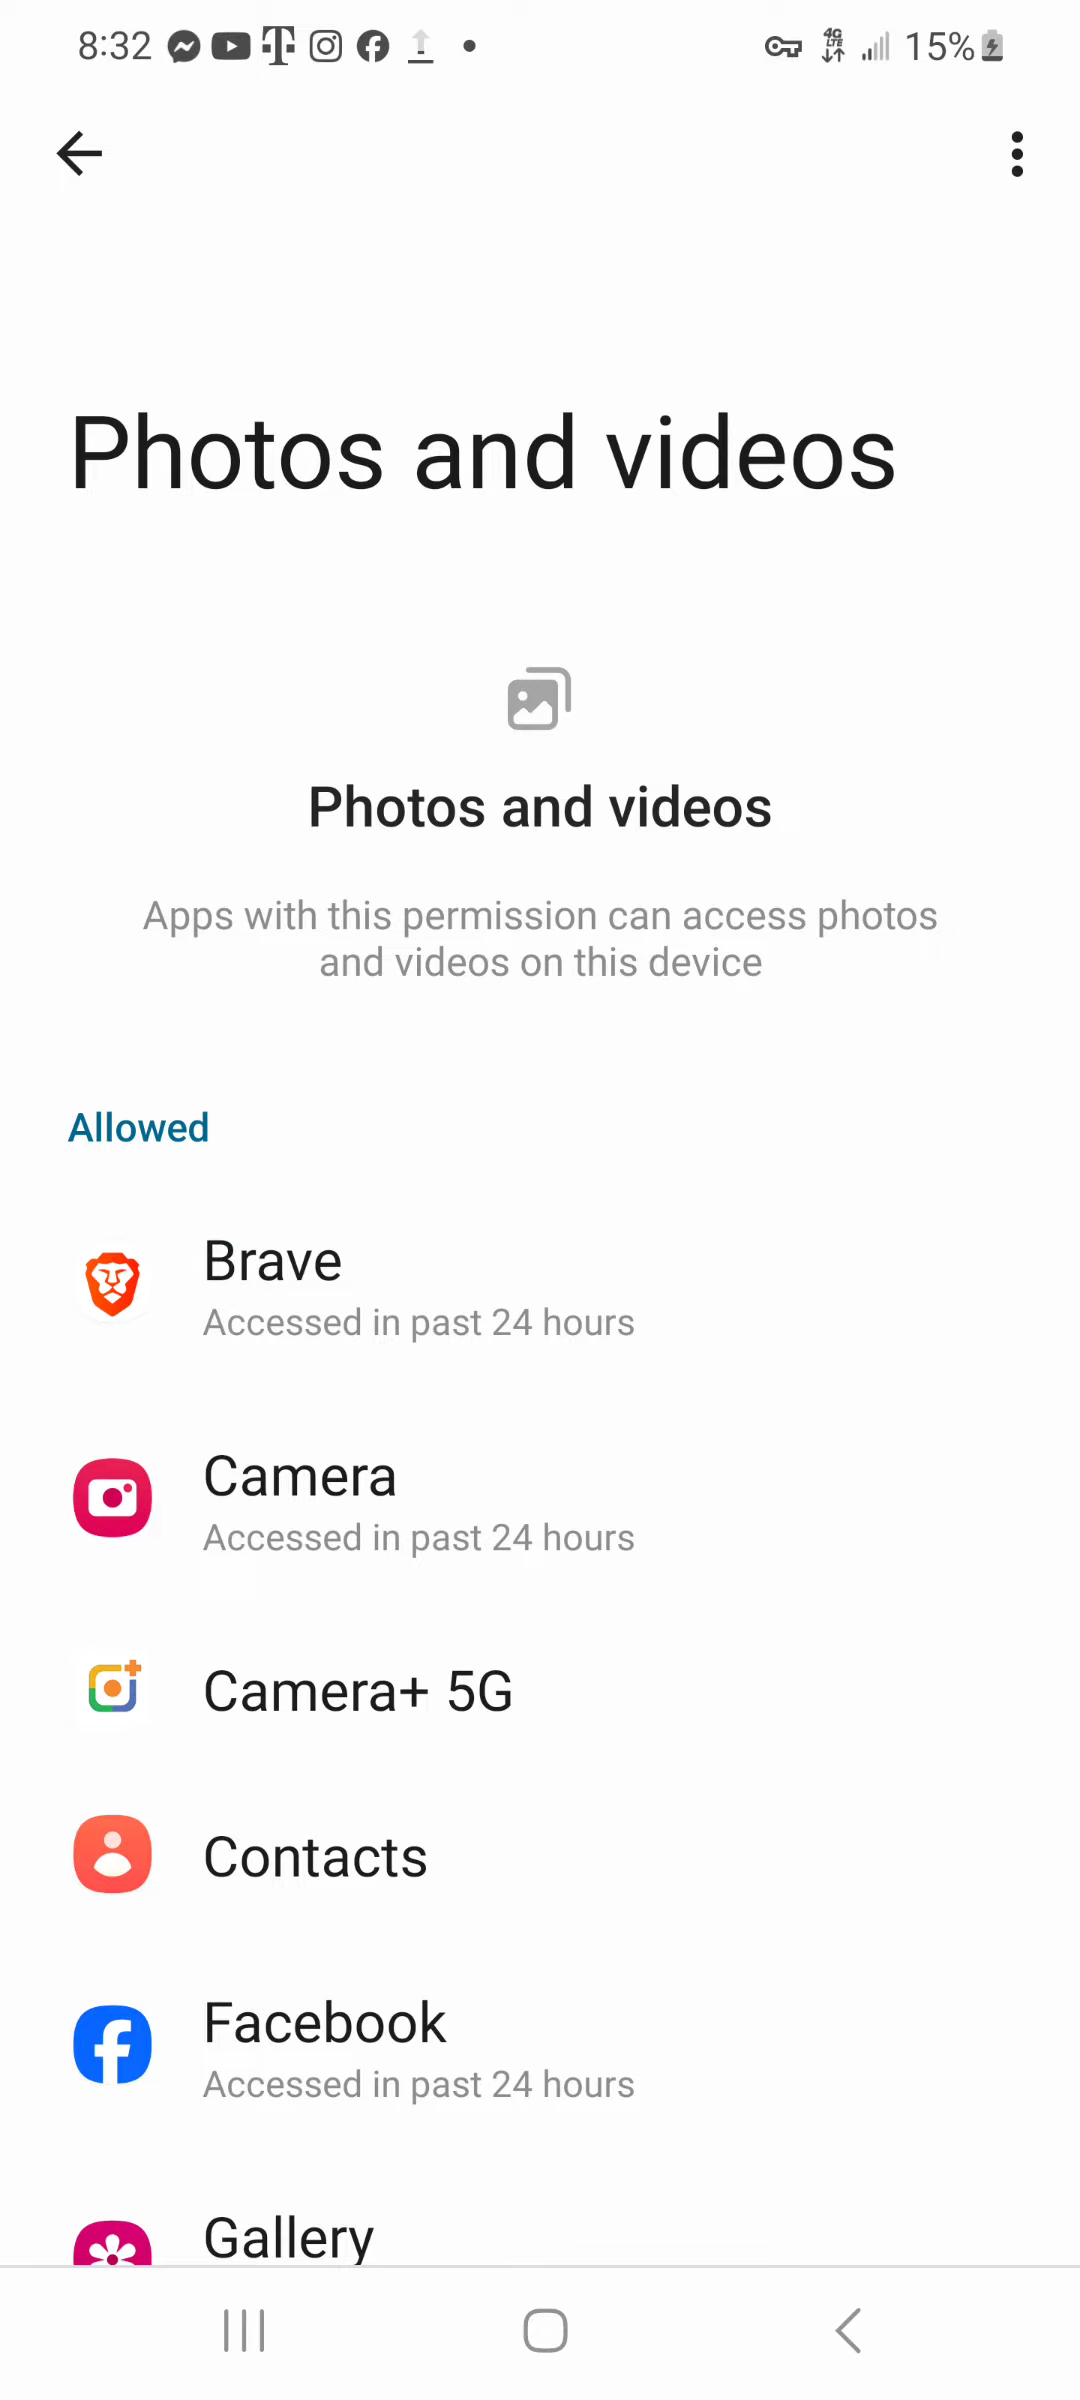 8:32 4G LTE 15%
Photos and videos
Photos and videos
Apps with this permission can access photos
and videos on this device
Allowed
Brave
Accessed in past 24 hours
Camera
Accessed in past 24 hours
Camera+ 5G
Contacts
Facebook
Accessed in past 24 hours
Gallery